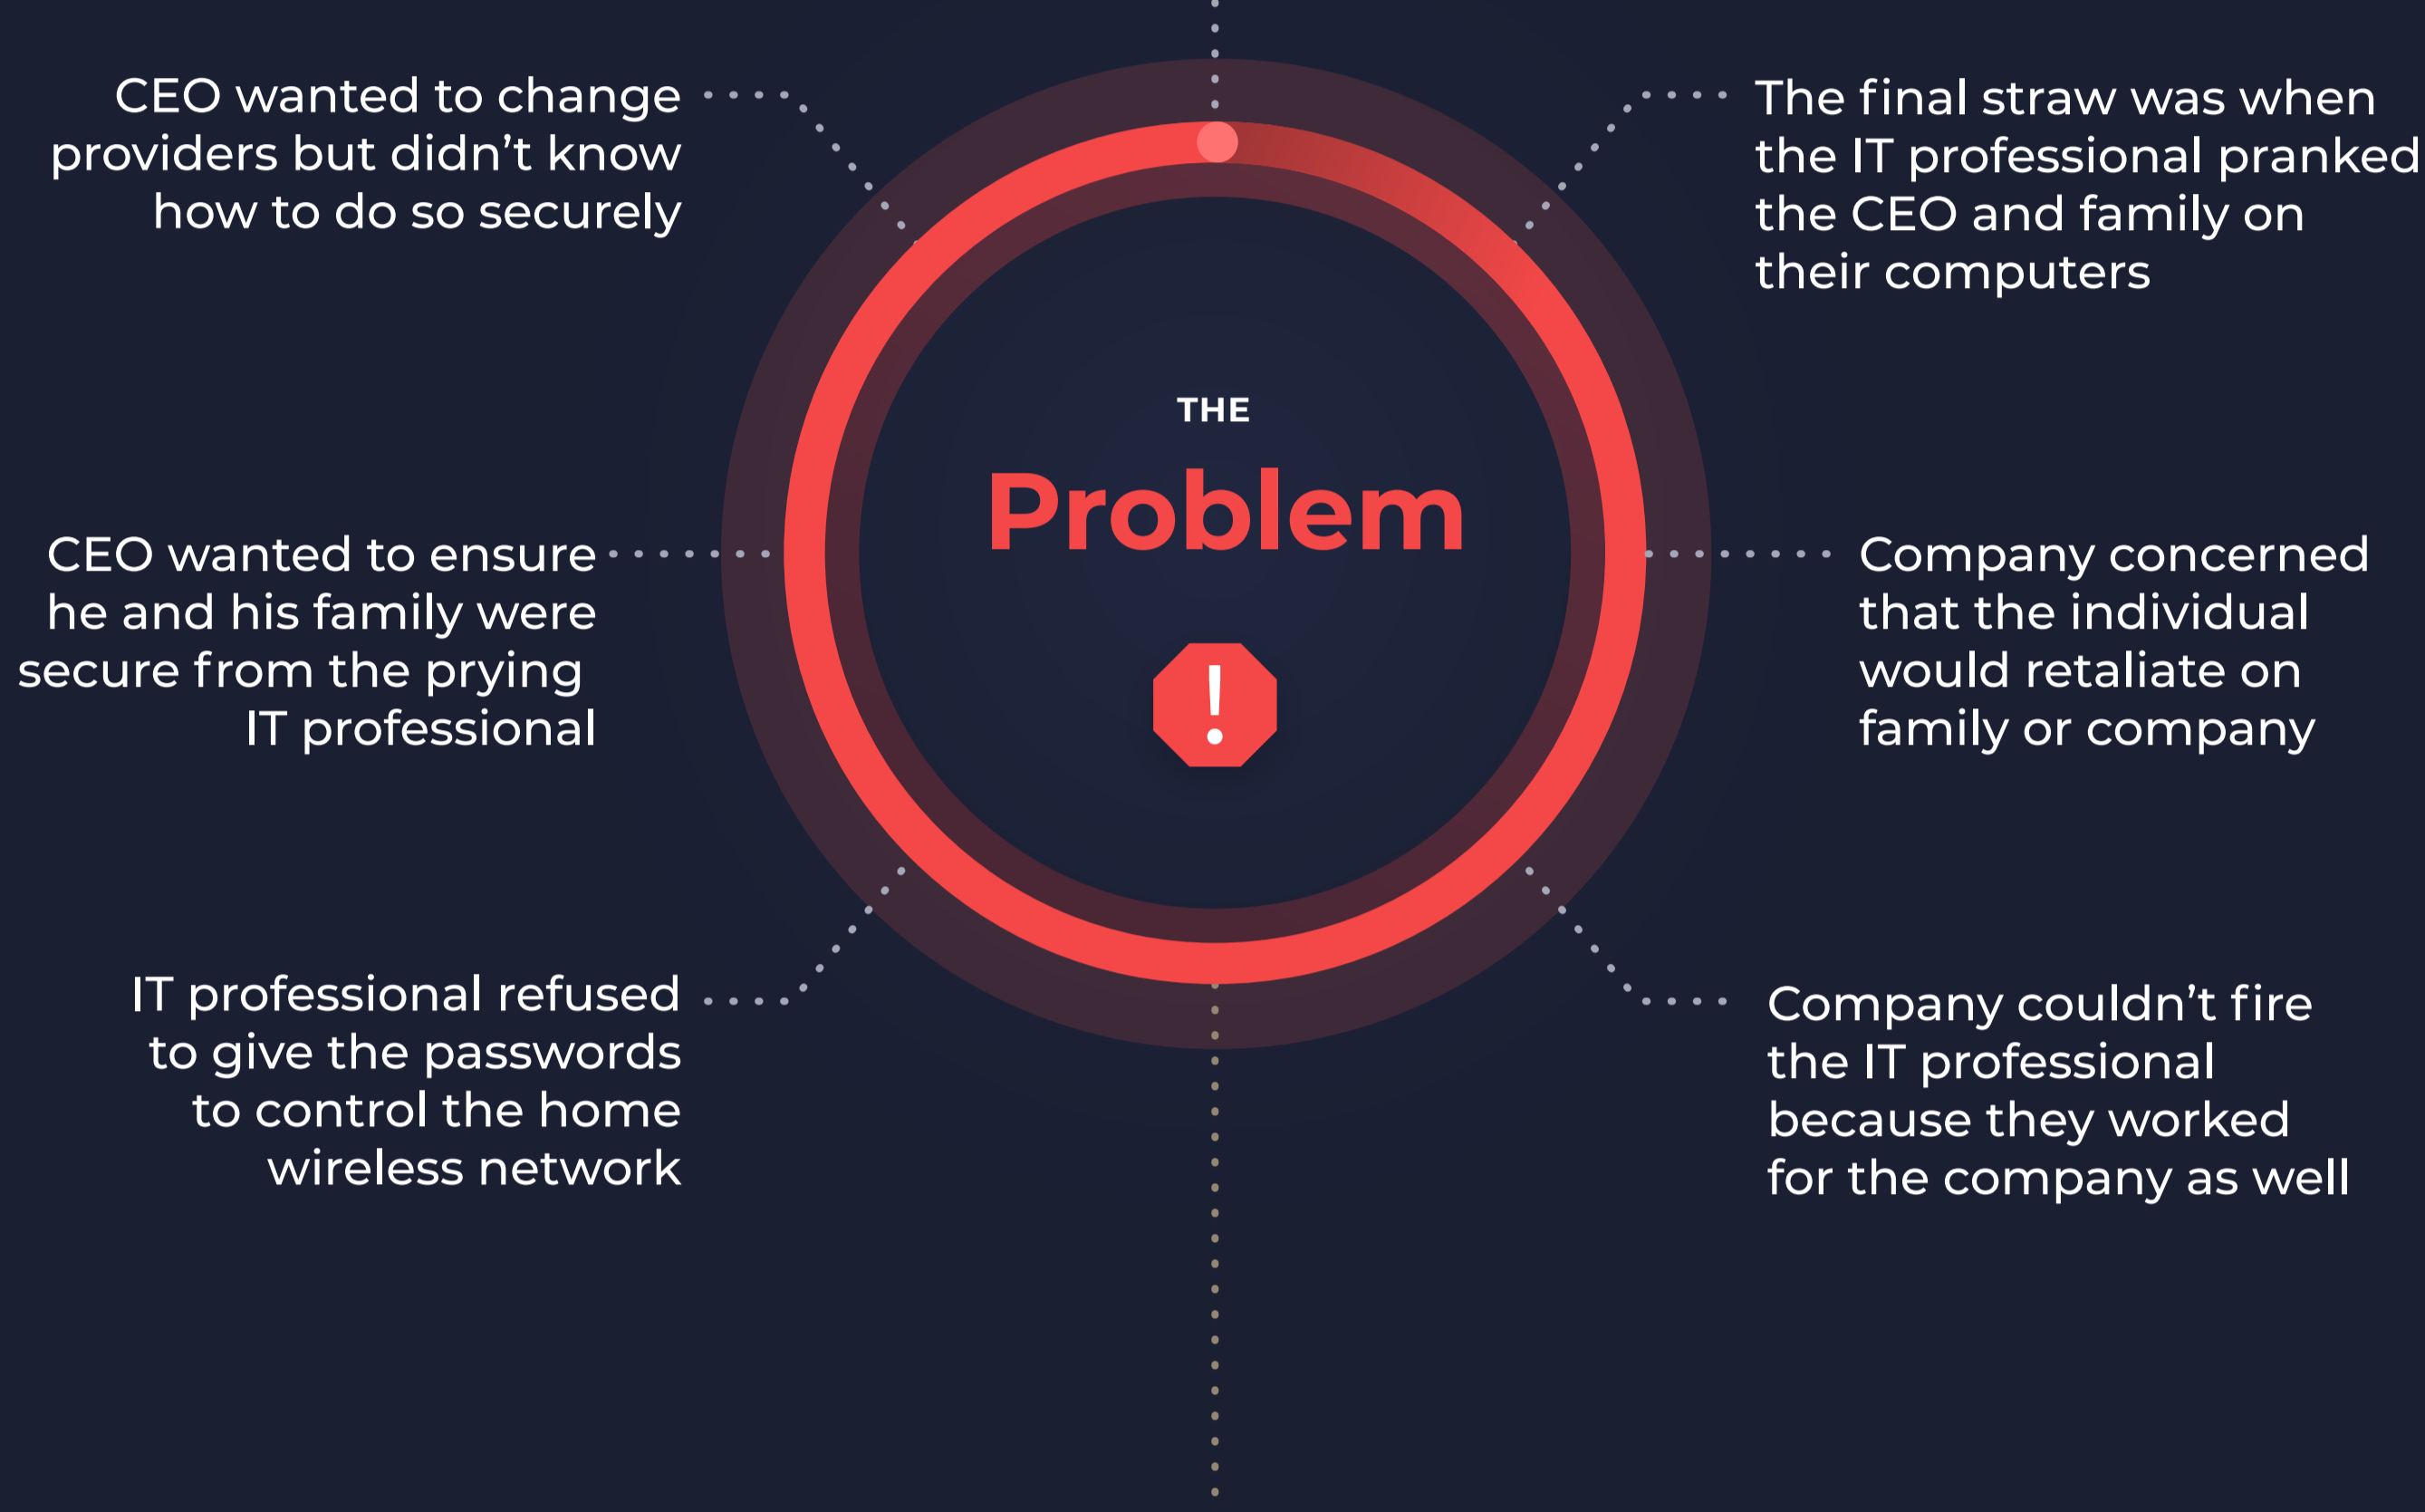 CEO wanted to change
providers but didn’t know
how to do so securely
The final straw was when
the IT professional pranked
the CEO and family on
their computers
THE
Problem
!
CEO wanted to ensure
he and his family were
secure from the prying
IT professional
Company concerned
that the individual
would retaliate on
family or company
IT professional refused
to give the passwords
to control the home
wireless network
Company couldn’t fire
the IT professional
because they worked
for the company as well